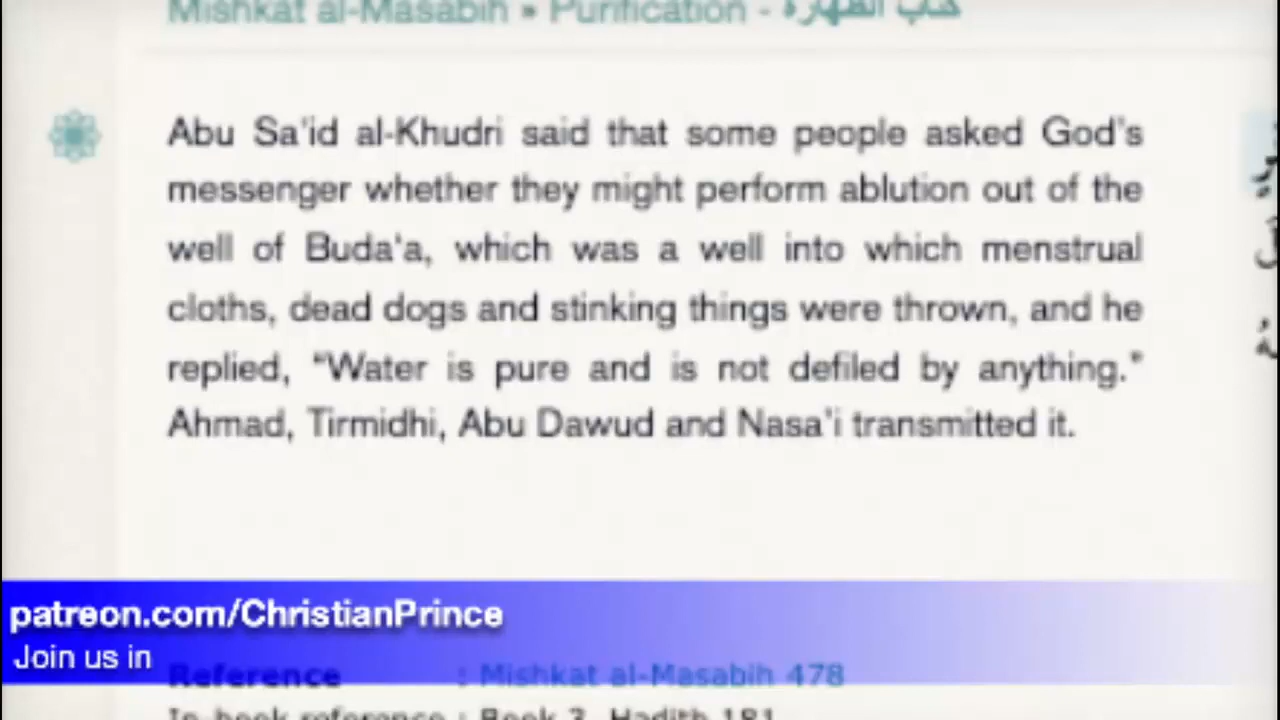 Mishkat al-Masabih » Purification - كتاب الطهارة
Abu Sa'id al-Khudri said that some people asked God's
messenger whether they might perform ablution out of the
well of Buda'a, which was a well into which menstrual
cloths, dead dogs and stinking things were thrown, and he
replied, "Water is pure and is not defiled by anything."
Ahmad, Tirmidhi, Abu Dawud and Nasa'i transmitted it.
patreon.com/ChristianPrince
Join us in
Reference : Mishkat al-Masabih 478
In-book reference : Book 3, Hadith 181